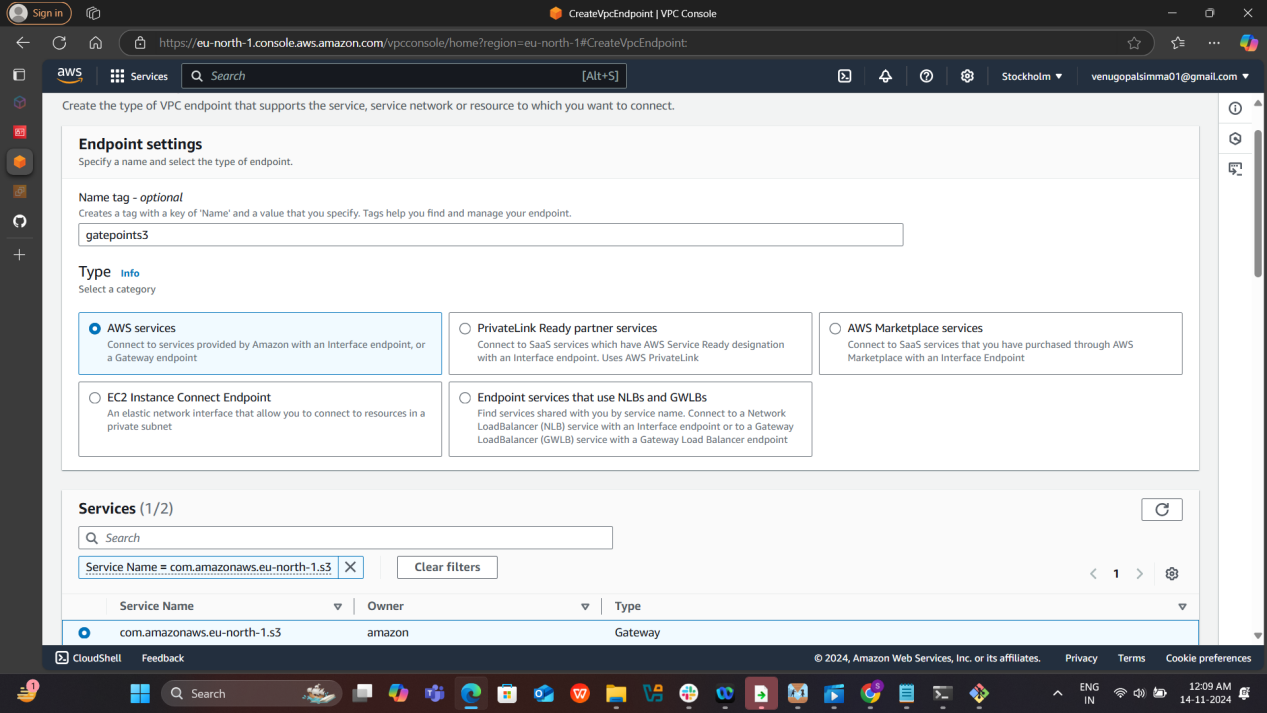 Sign in
CreateVpcEndpoint | VPC Console
https://eu-north-1.console.aws.amazon.com/vpcconsole/home?region=eu-north-1#CreateVpcEndpoint:
aws
Services
Search
[Alt+S]
Stockholm
venugopalsimma01@gmail.com
Create the type of VPC endpoint that supports the service, service network or resource to which you want to connect.
Endpoint settings
Specify a name and select the type of endpoint.
Name tag - optional
Creates a tag with a key of 'Name' and a value that you specify. Tags help you find and manage your endpoint.
gatepoints3
Type Info
Select a category
AWS services
Connect to services provided by Amazon with an Interface endpoint, or
a Gateway endpoint
PrivateLink Ready partner services
Connect to SaaS services which have AWS Service Ready designation
with an Interface endpoint. Uses AWS PrivateLink
AWS Marketplace services
Connect to SaaS services that you have purchased through AWS
Marketplace with an Interface Endpoint
EC2 Instance Connect Endpoint
An elastic network interface that allow you to connect to resources in a
private subnet
Endpoint services that use NLBs and GWLBs
Find services shared with you by service name. Connect to a Network
LoadBalancer (NLB) service with an Interface endpoint or to a Gateway
LoadBalancer (GWLB) service with a Gateway Load Balancer endpoint
Services (1/2)
Search
Service Name = com.amazonaws.eu-north-1.s3
Clear filters
1
Service Name
Owner
Type
com.amazonaws.eu-north-1.s3
amazon
Gateway
CloudShell
Feedback
© 2024, Amazon Web Services, Inc. or its affiliates.
Privacy
Terms
Cookie preferences
1
Search
S
ENG
IN
12:09 AM
14-11-2024